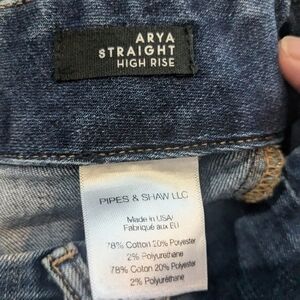 ARYA
STRAIGHT
HIGH RISE
PIPES & SHAW LLC
Made in USA/
Fabriqué aux EU
78% Cotton 20% Polyester
2% Polyurethane
78% Coton 20% Polyester
2% Polyuréthane